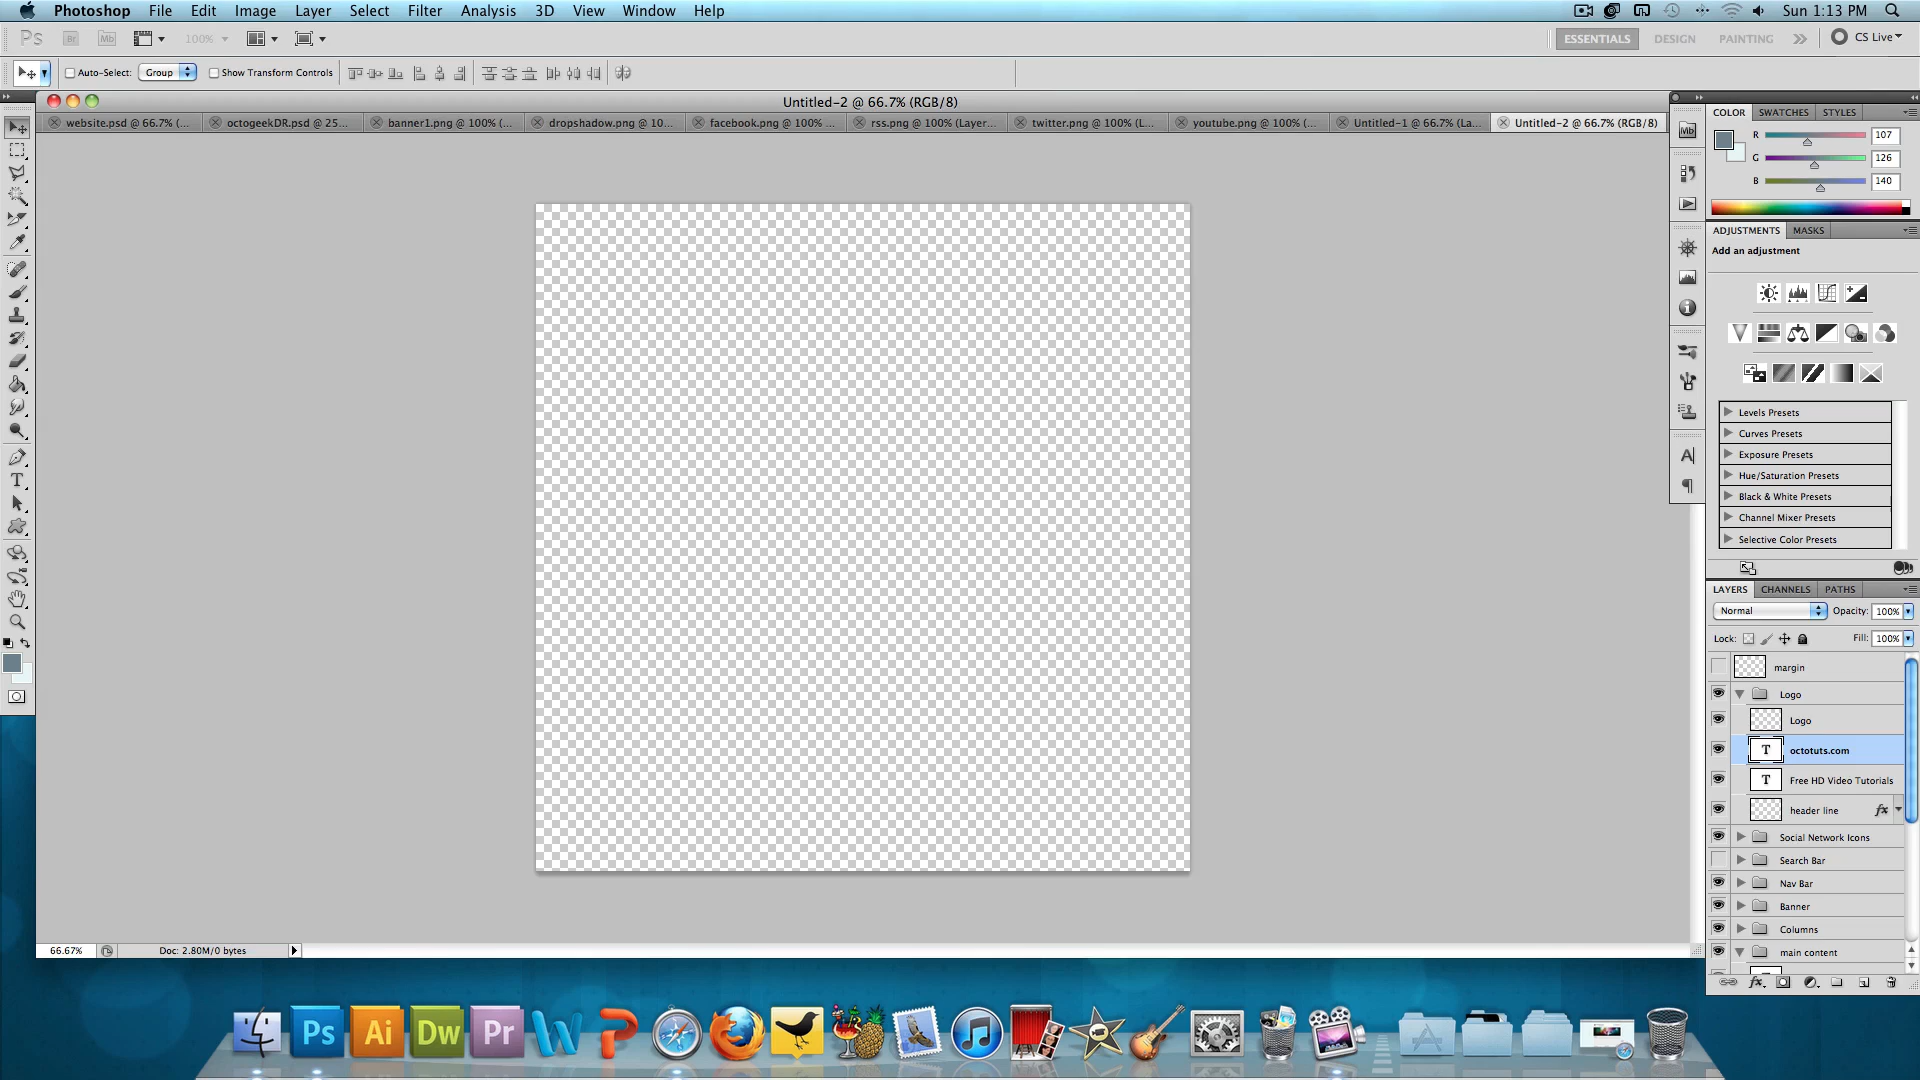 Photoshop File Edit Image Layer Select Filter Analysis 3D View Window Help Sun 1:13 PM
Ps Br Mb 100% ESSENTIALS DESIGN PAINTING CS Live
Auto-Select: Group Show Transform Controls
Untitled-2 @ 66.7% (RGB/8)
website.psd @ 66.7% (... octogeekDR.psd @ 25... banner1.png @ 100% (... dropshadow.png @ 10... facebook.png @ 100% ... rss.png @ 100% (Layer... twitter.png @ 100% (L... youtube.png @ 100% (... Untitled-1 @ 66.7% (La... Untitled-2 @ 66.7% (RGB/8)
COLOR SWATCHES STYLES
R 107
G 126
B 140
Mb
ADJUSTMENTS MASKS
Add an adjustment
Levels Presets
Curves Presets
Exposure Presets
Hue/Saturation Presets
Black & White Presets
Channel Mixer Presets
Selective Color Presets
LAYERS CHANNELS PATHS
Normal Opacity: 100%
Lock: Fill: 100%
margin
Logo
Logo
T octotuts.com
T Free HD Video Tutorials
header line fx
Social Network Icons
Search Bar
Nav Bar
Banner
Columns
main content
fx
66.67% Doc: 2.80M/0 bytes
Ps Ai Dw Pr